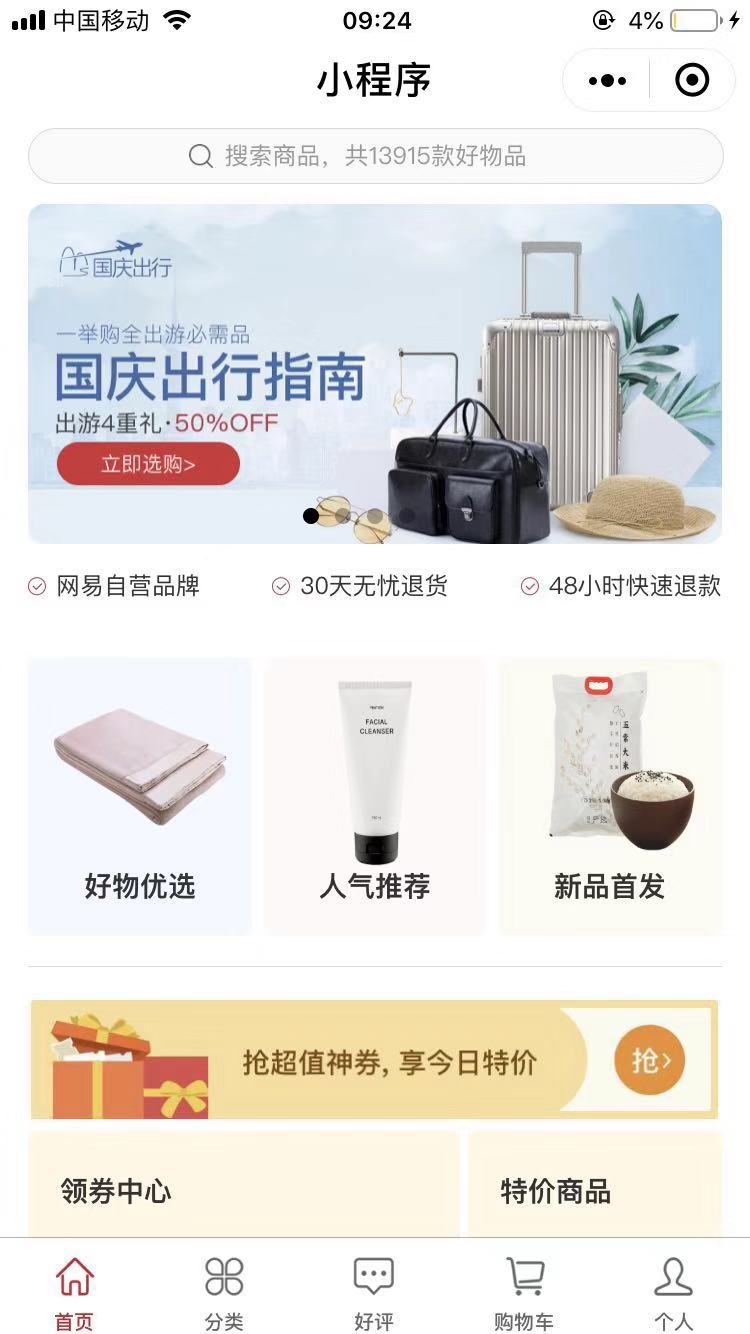 中国移动
09:24
4%
小程序
搜索商品，共13915款好物品
国庆出行
一举购全出游必需品
国庆出行指南
出游4重礼·50%OFF
立即选购>
网易自营品牌
30天无忧退货
48小时快速退款
FACIAL
CLEANSER
五常大米
好物优选
人气推荐
新品首发
抢超值神券, 享今日特价
抢>
领券中心
特价商品
首页
分类
好评
购物车
个人